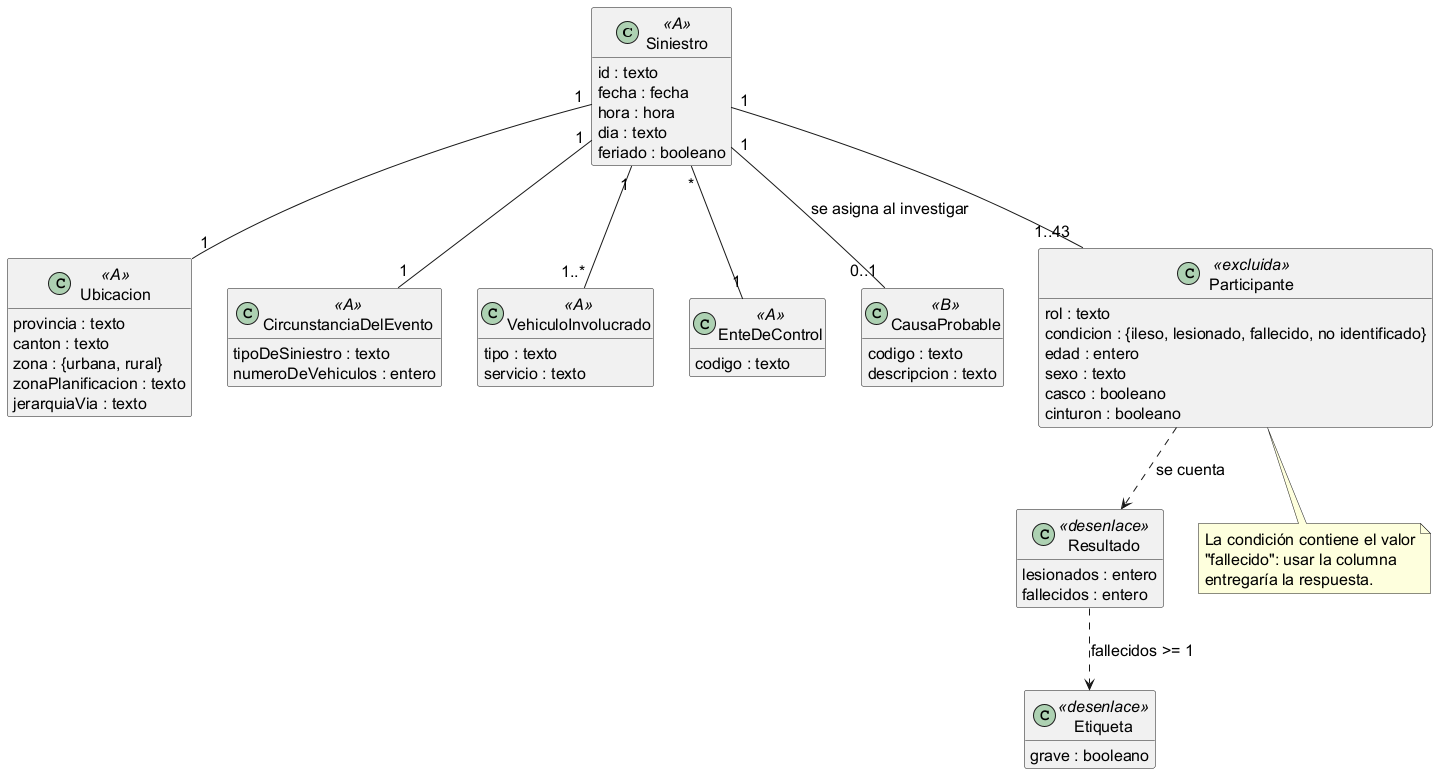 «A»
Siniestro
id : texto
fecha : fecha
hora : hora
dia : texto
feriado : booleano
1
1
1
1
1
*
se asigna al investigar
1
1
1..*
1
0..1
1..43
«A»
Ubicacion
provincia : texto
canton : texto
zona : {urbana, rural}
zonaPlanificacion : texto
jerarquiaVia : texto
«A»
CircunstanciaDelEvento
tipoDeSiniestro : texto
numeroDeVehiculos : entero
«A»
VehiculoInvolucrado
tipo : texto
servicio : texto
«A»
EnteDeControl
codigo : texto
«B»
CausaProbable
codigo : texto
descripcion : texto
«excluida»
Participante
rol : texto
condicion : {ileso, lesionado, fallecido, no identificado}
edad : entero
sexo : texto
casco : booleano
cinturon : booleano
se cuenta
«desenlace»
Resultado
lesionados : entero
fallecidos : entero
La condición contiene el valor
"fallecido": usar la columna
entregaría la respuesta.
fallecidos >= 1
«desenlace»
Etiqueta
grave : booleano
C
C
C
C
C
C
C
C
C